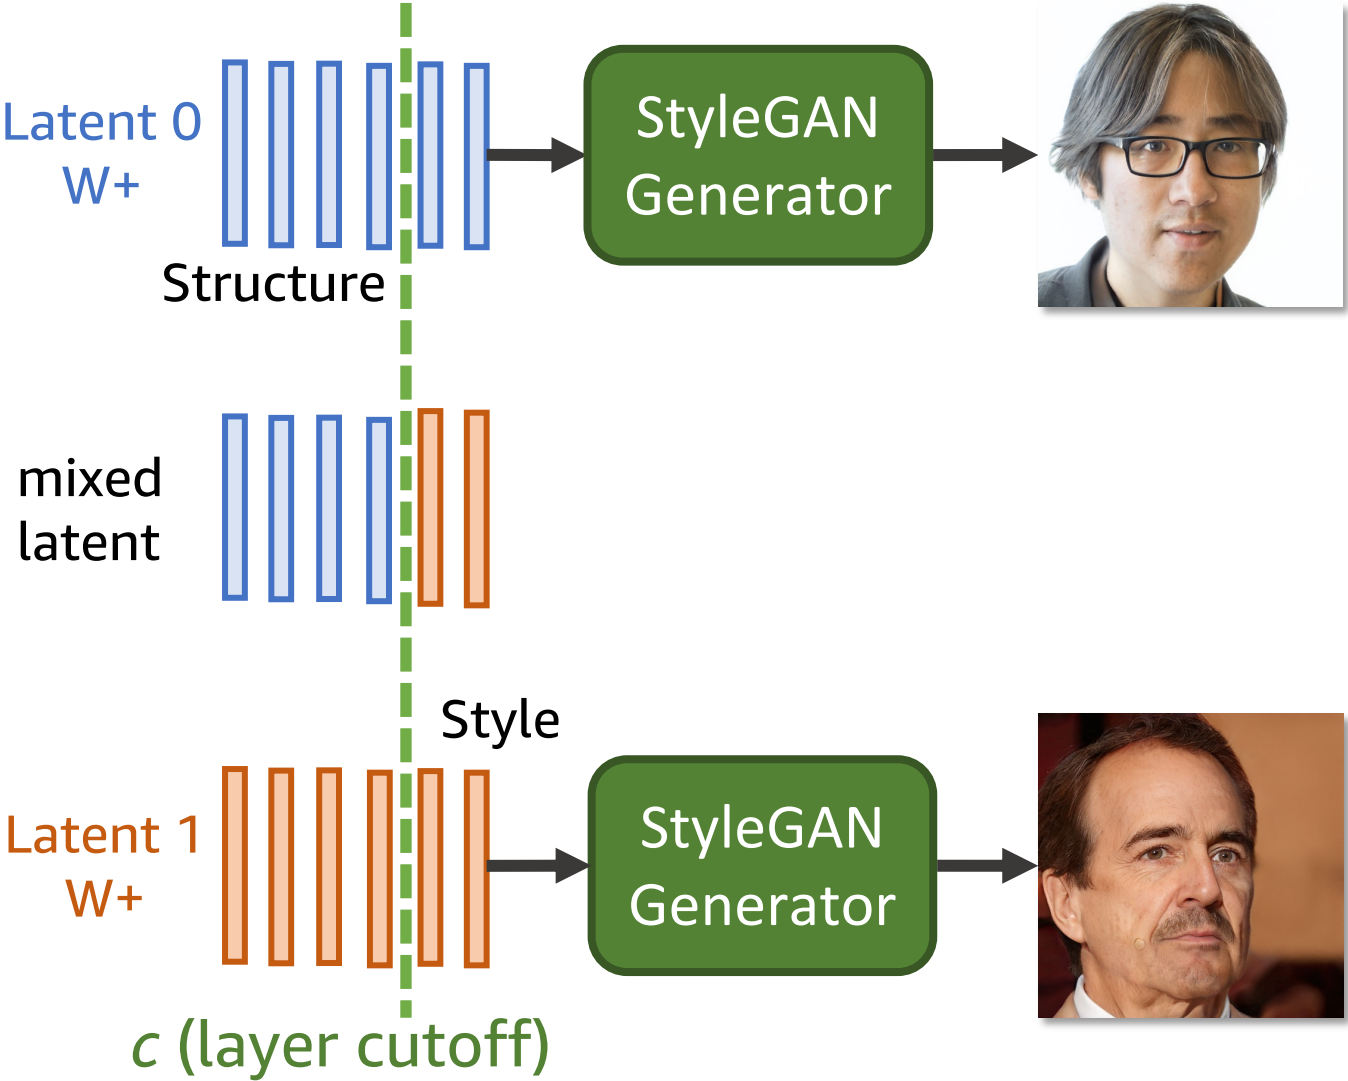 Latent 0
W+
StyleGAN
Generator
Structure
mixed
latent
Style
Latent 1
W+
StyleGAN
Generator
c (layer cutoff)